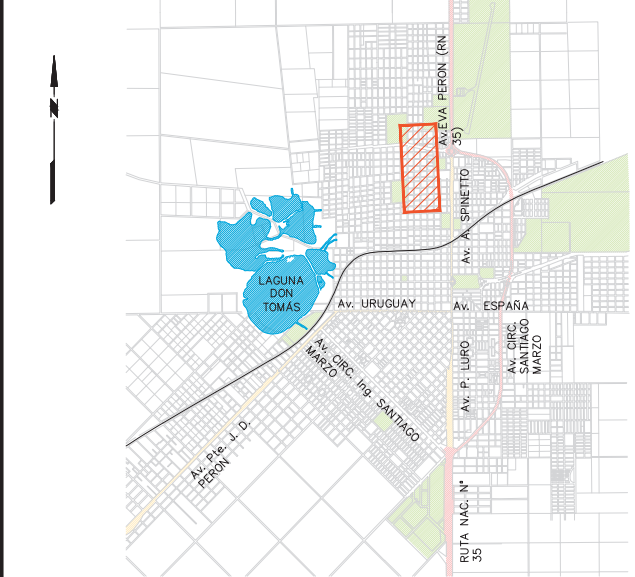 N
Av.EVA PERON (RN
35)
Av. A. SPINETTO
LAGUNA
DON
TOMÁS
Av. URUGUAY
Av. ESPAÑA
Av. CIRC.
SANTIAGO
MARZO
Av. P. LURO
Av. CIRC. Ing. SANTIAGO
MARZO
Av. Pte. J. D.
PERON
RUTA NAC. N°
35